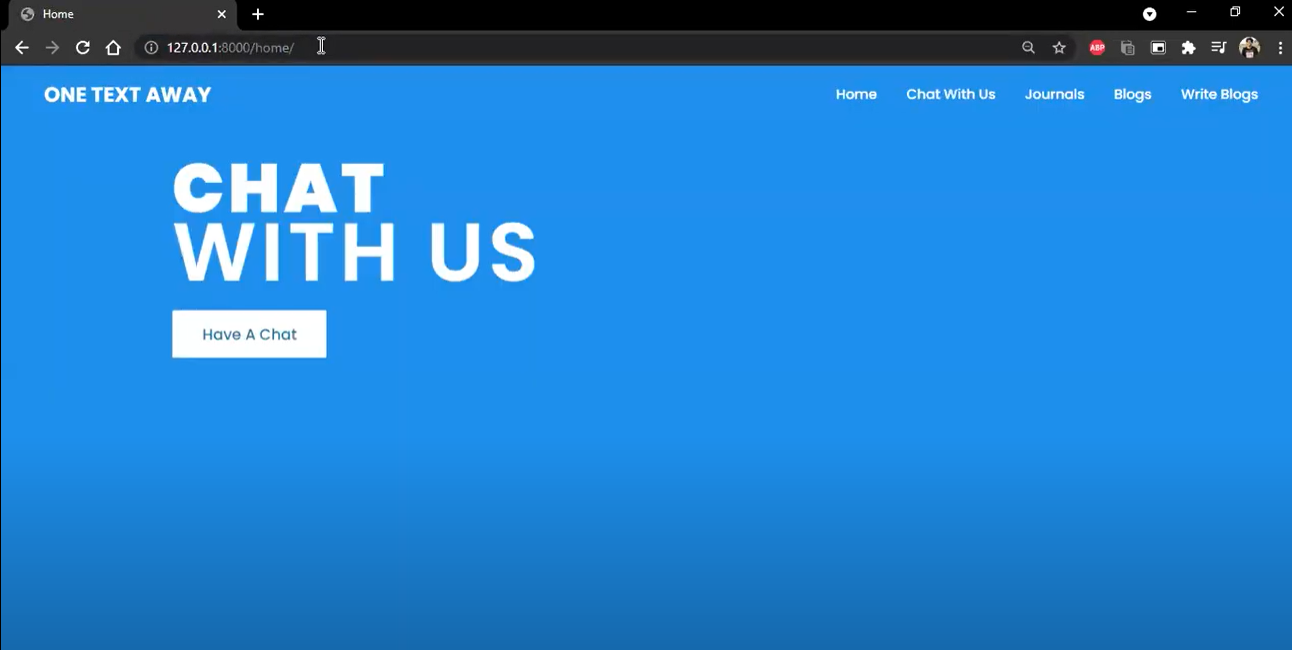 Home
127.0.0.1:8000/home/
ABP
ONE TEXT AWAY
Home Chat With Us Journals Blogs Write Blogs
CHAT
WITH US
Have A Chat